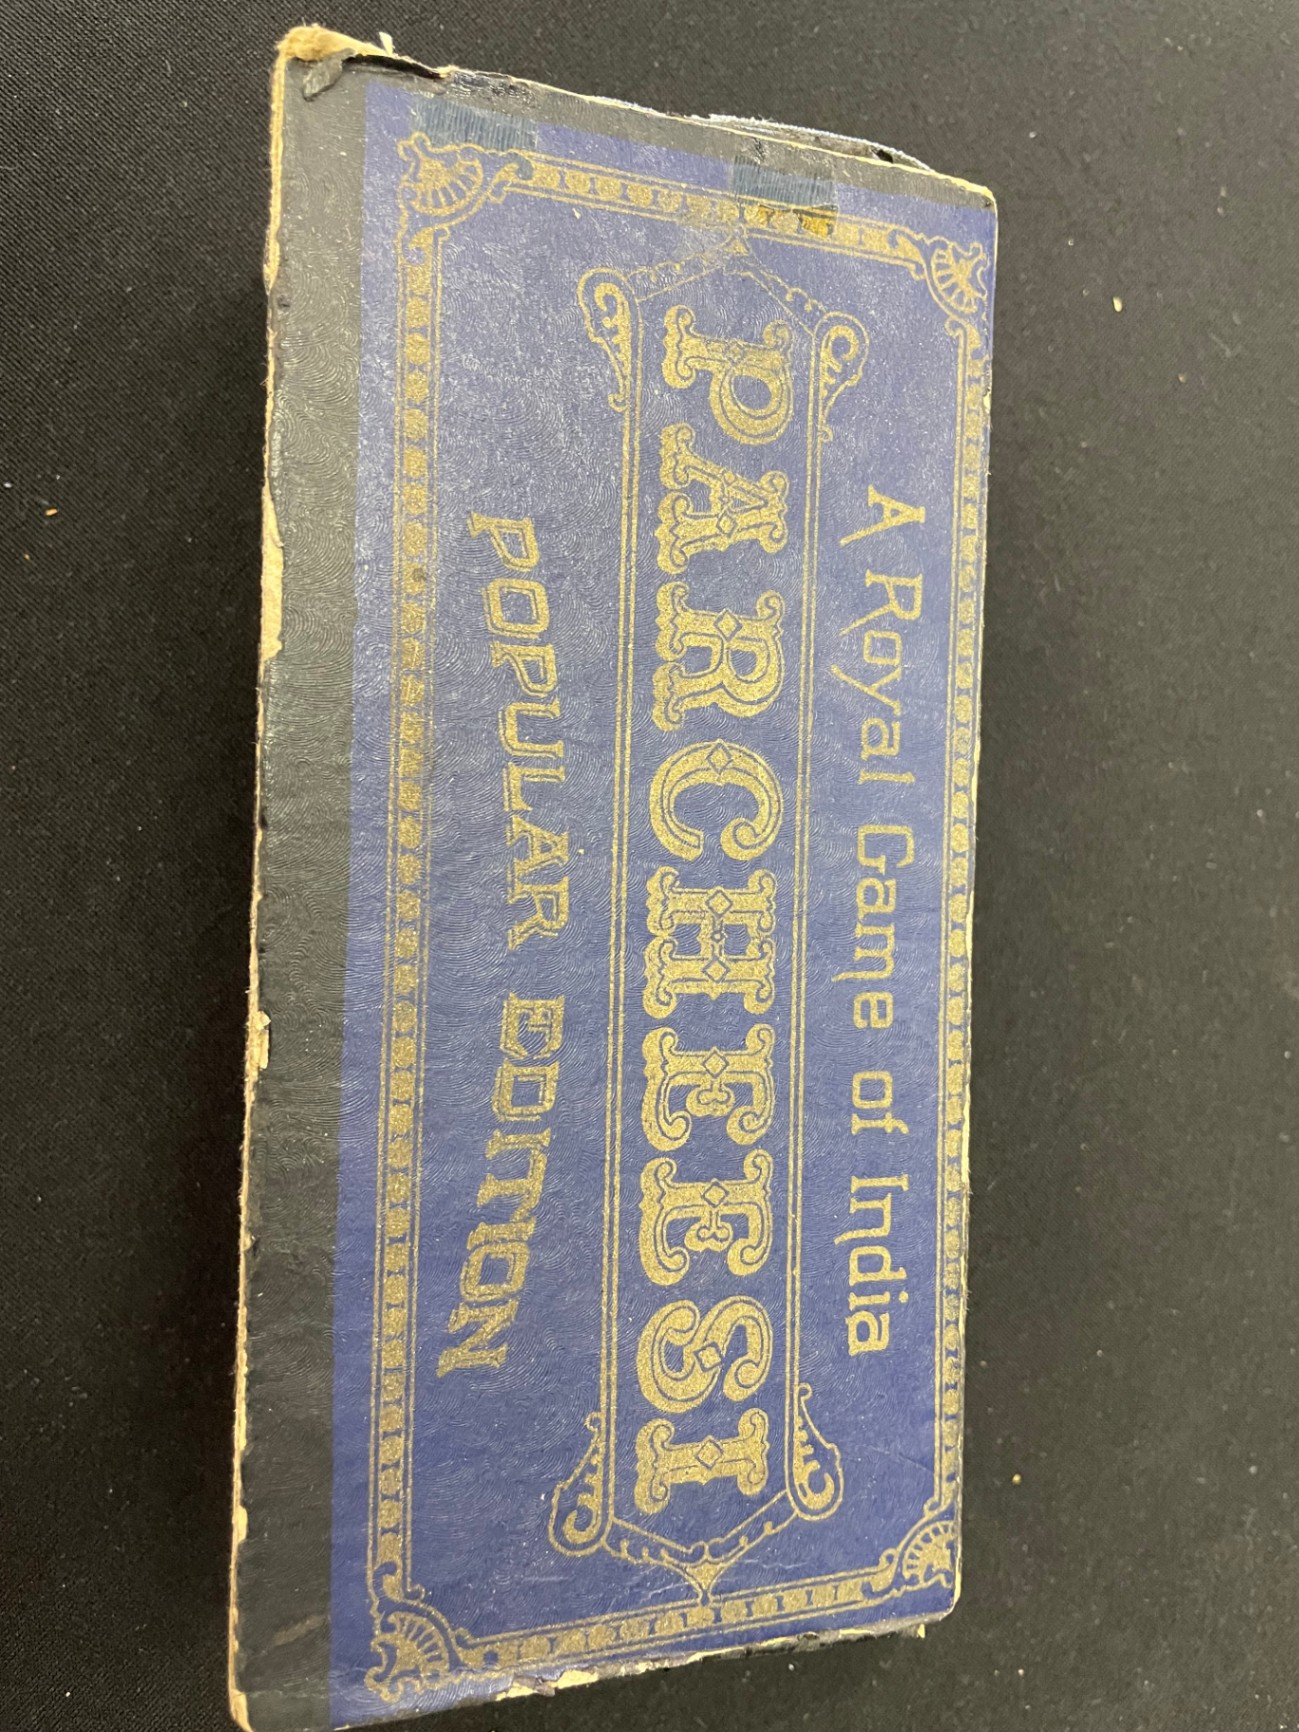 A Royal Game of India
PARCHEESI
POPULAR EDITION